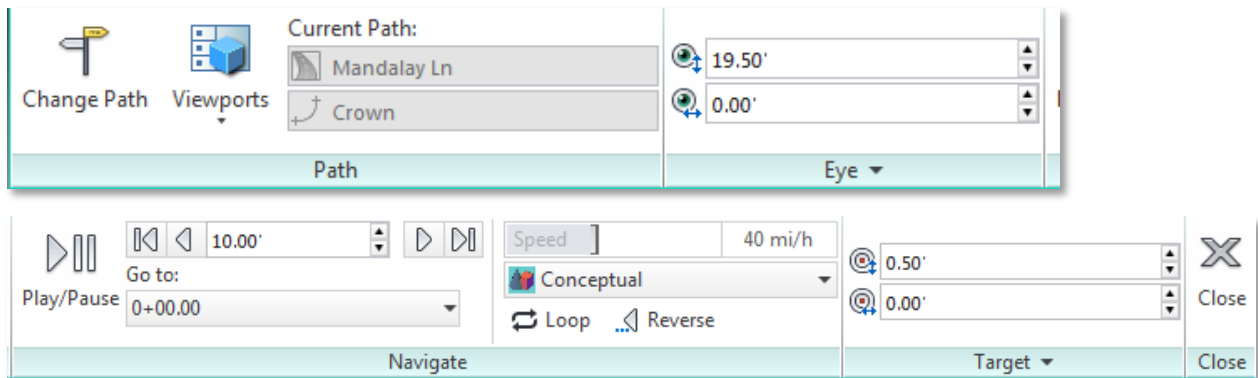 Current Path:
Mandalay Ln
Crown
Change Path
Viewports
19.50'
0.00'
Path
Eye
10.00'
Go to:
0+00.00
Play/Pause
Speed
40 mi/h
Conceptual
Loop
Reverse
0.50'
0.00'
Close
Navigate
Target
Close